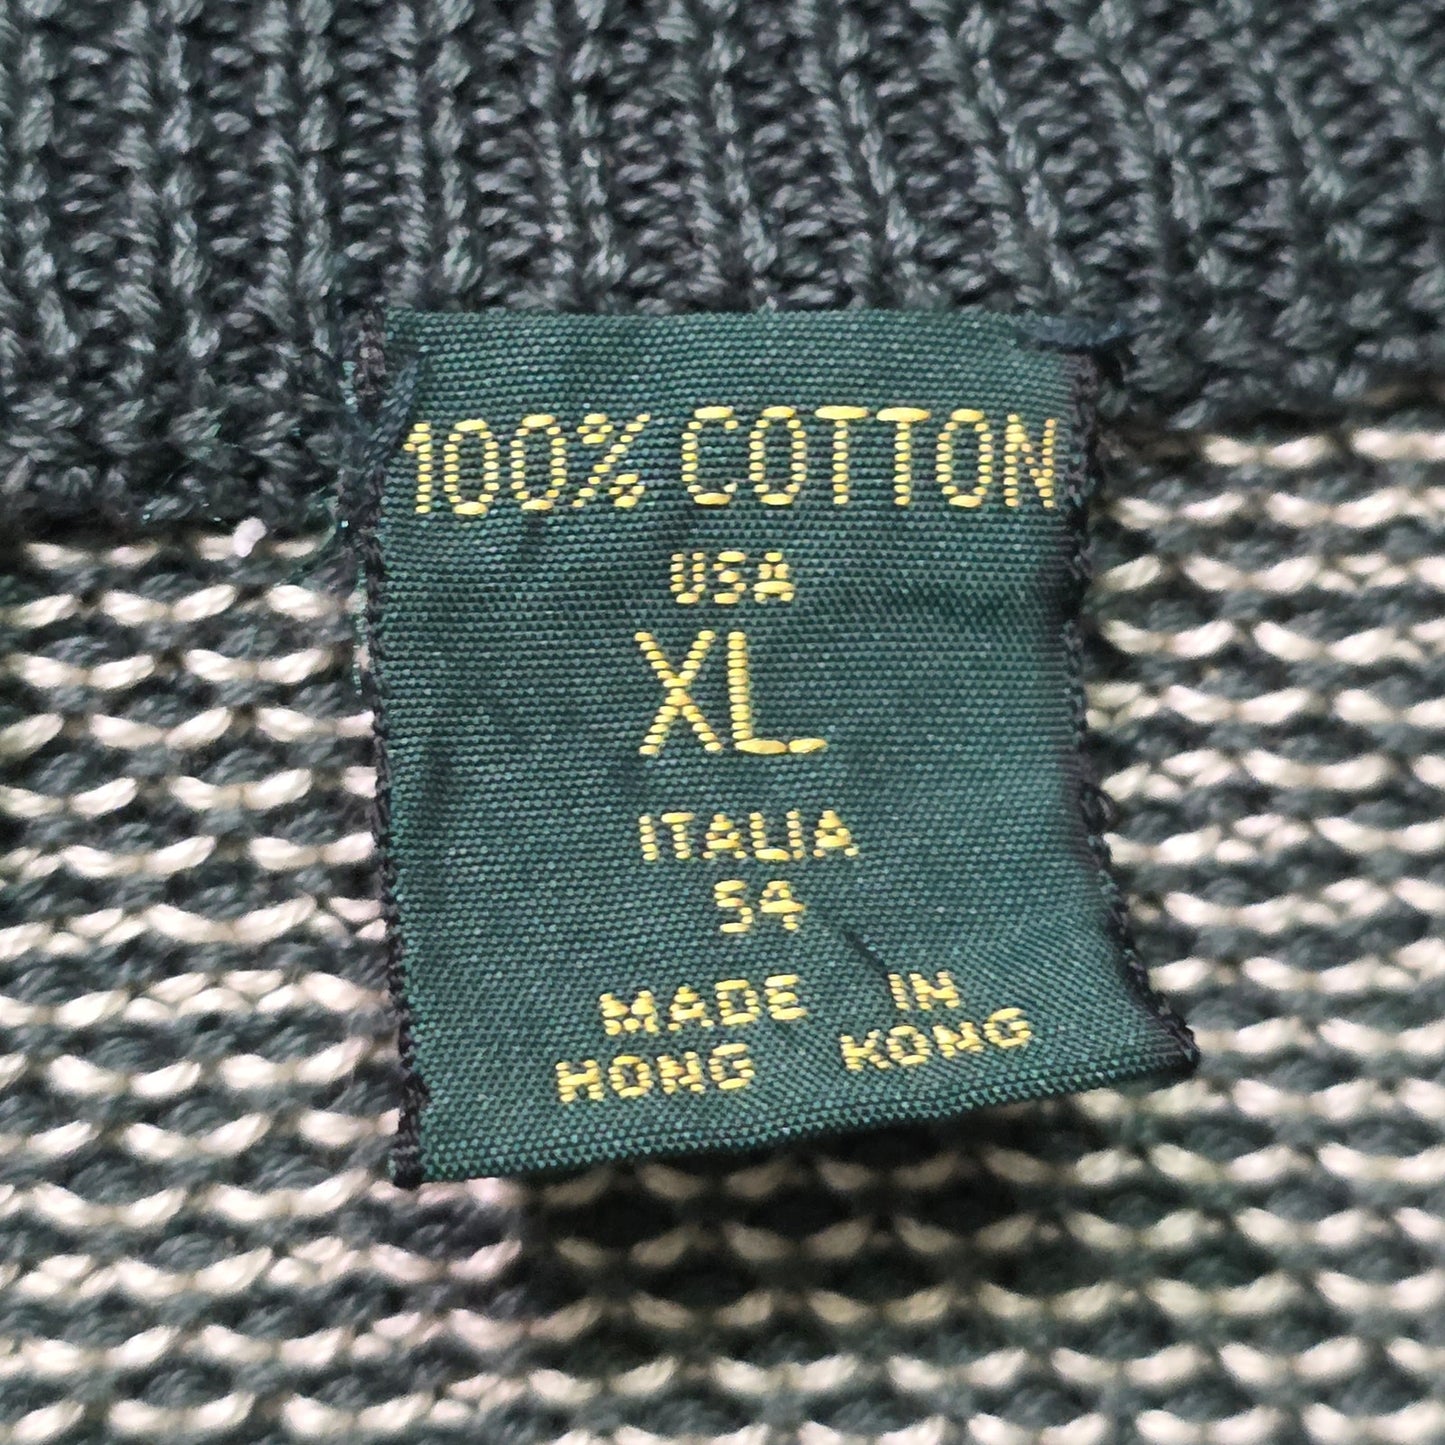 100% COTTON
USA
XL
ITALIA
54
MADE IN
HONG KONG